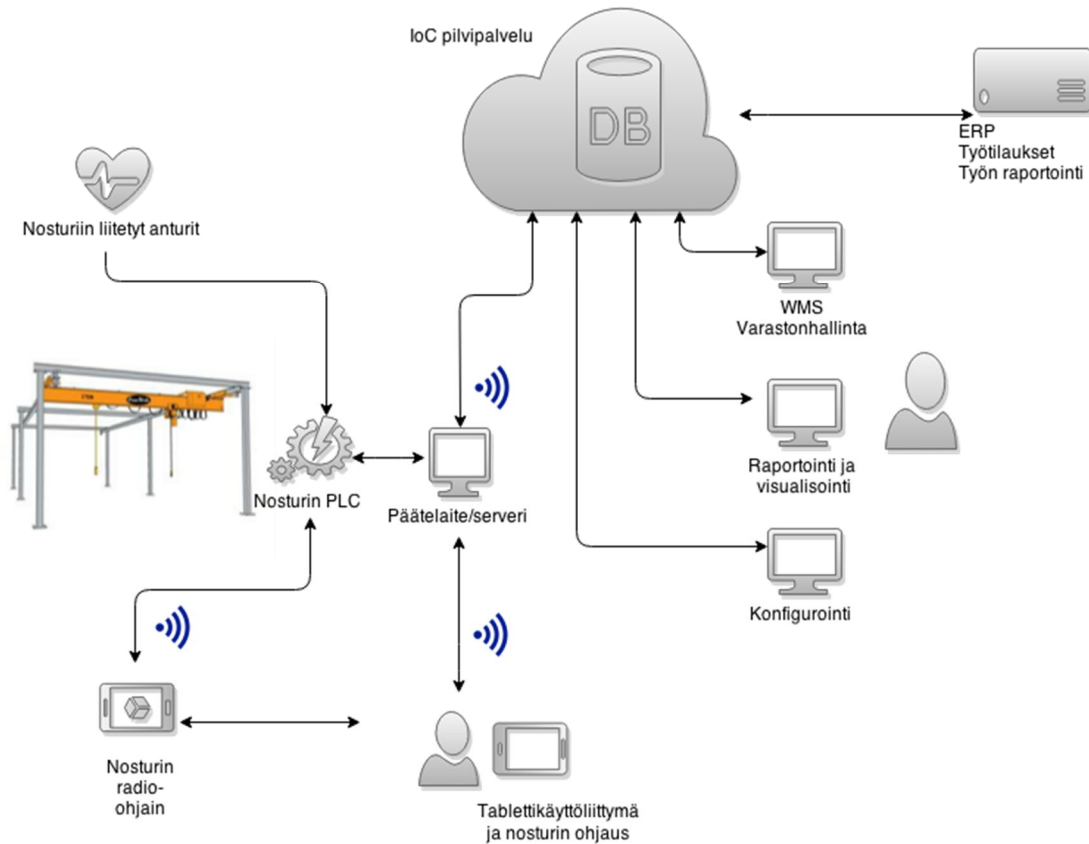 IoC pilvipalvelu
DB
ERP
Työtilaukset
Työn raportointi
Nosturiin liitetyt anturit
WMS
Varastonhallinta
Raportointi ja
visualisointi
Nosturin PLC
Päätelaite/serveri
Konfigurointi
Nosturin
radio-
ohjain
Tablettikäyttöliittymä
ja nosturin ohjaus